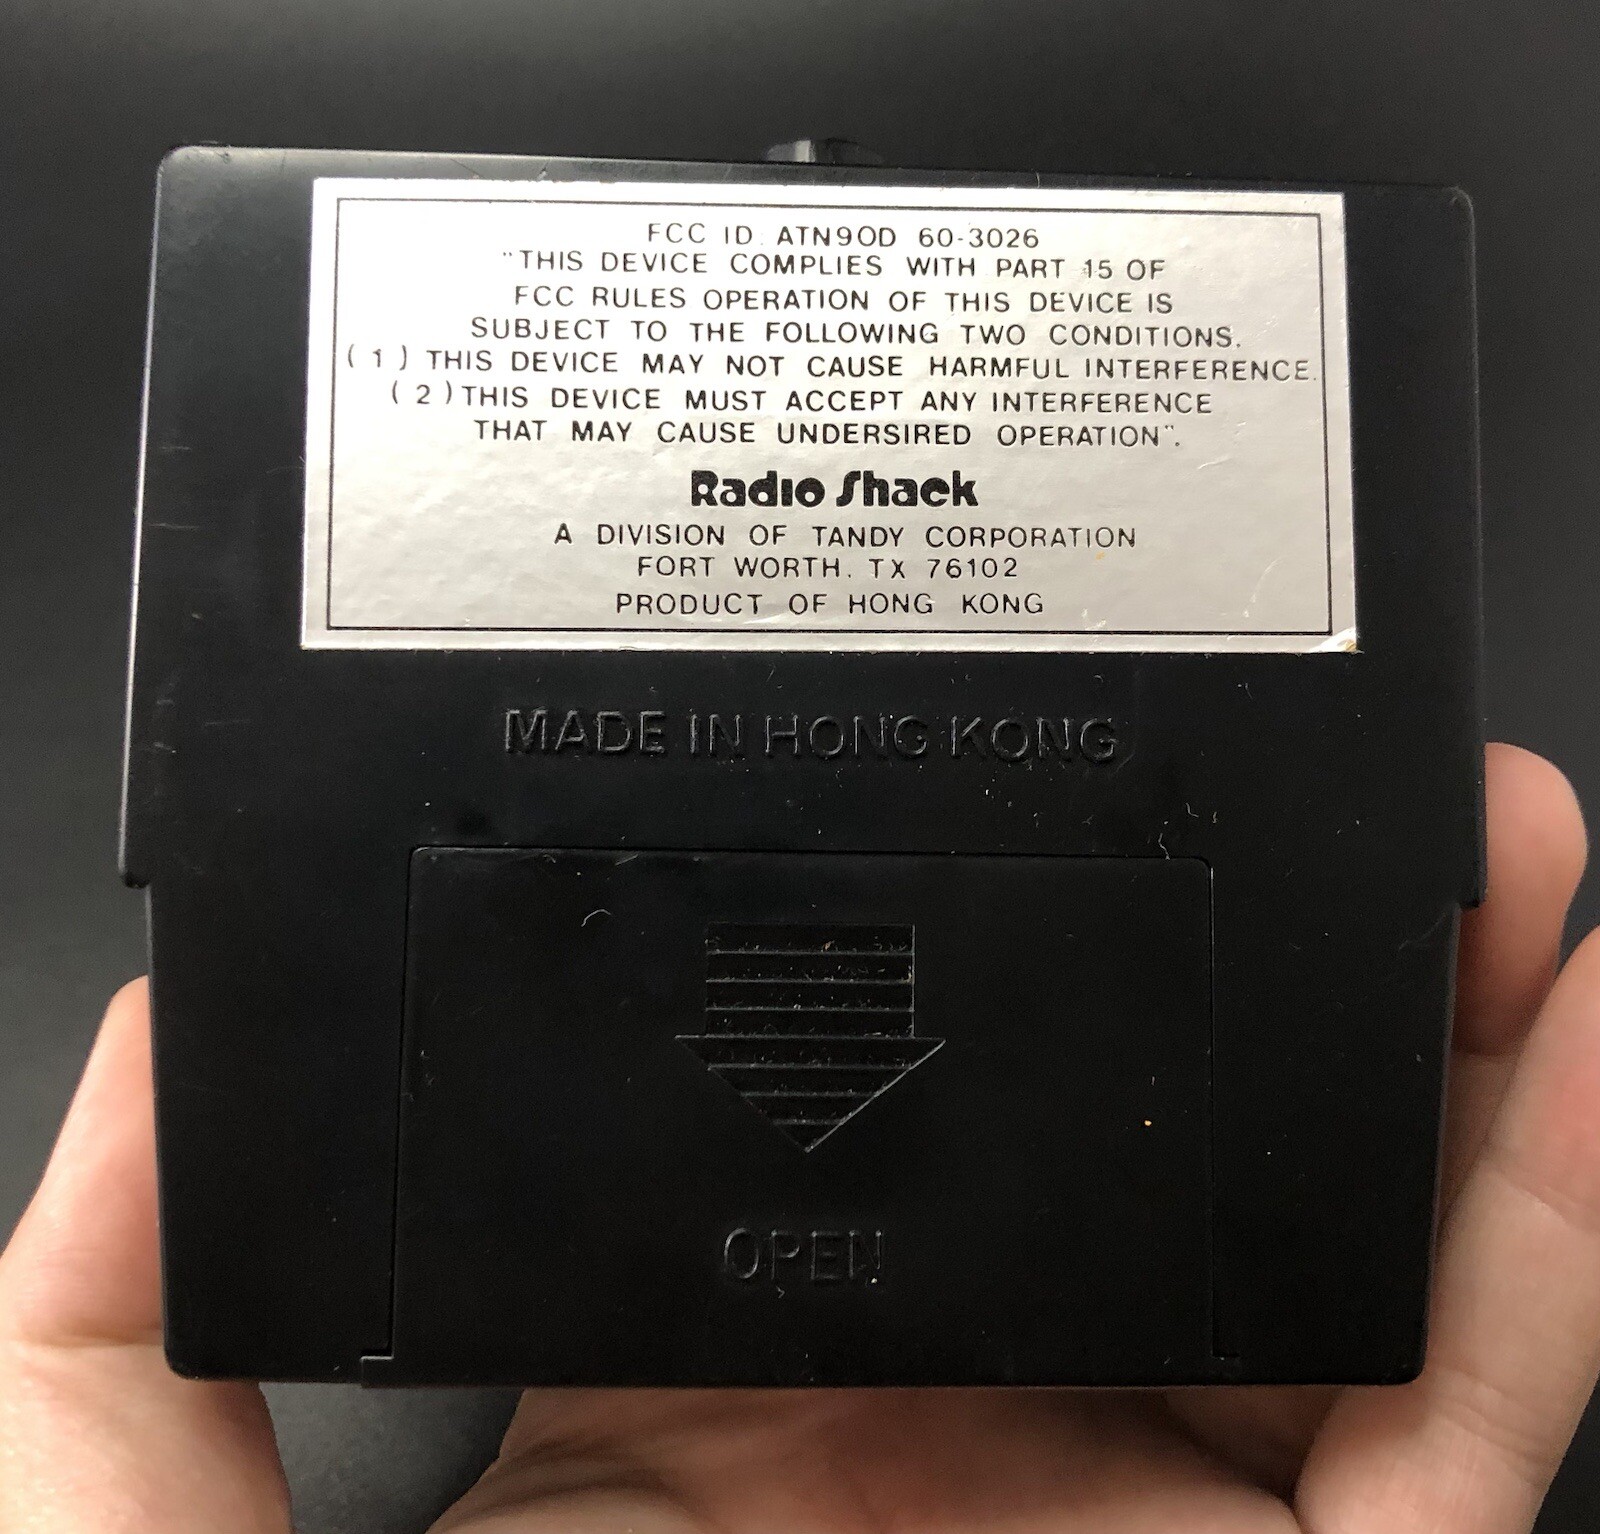 FCC ID: ATN9OD 60-3026
"THIS DEVICE COMPLIES WITH PART 15 OF
FCC RULES OPERATION OF THIS DEVICE IS
SUBJECT TO THE FOLLOWING TWO CONDITIONS.
(1) THIS DEVICE MAY NOT CAUSE HARMFUL INTERFERENCE.
(2) THIS DEVICE MUST ACCEPT ANY INTERFERENCE
THAT MAY CAUSE UNDERSIRED OPERATION".
Radio Shack
A DIVISION OF TANDY CORPORATION
FORT WORTH. TX 76102
PRODUCT OF HONG KONG
MADE IN HONG KONG
OPEN